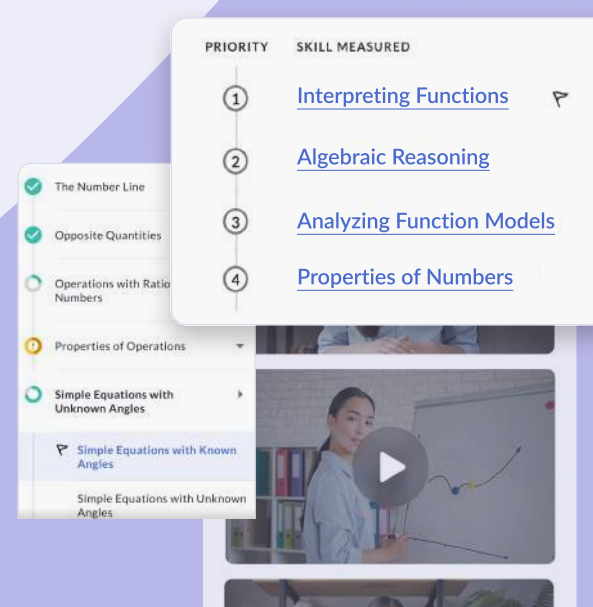 PRIORITY SKILL MEASURED
1 Interpreting Functions
2 Algebraic Reasoning
3 Analyzing Function Models
4 Properties of Numbers
The Number Line
Opposite Quantities
Operations with
Numbers
Properties of Operations
Simple Equations with
Unknown Angles
Simple Equations with Known
Angles
Simple Equations with Unknown
Angles